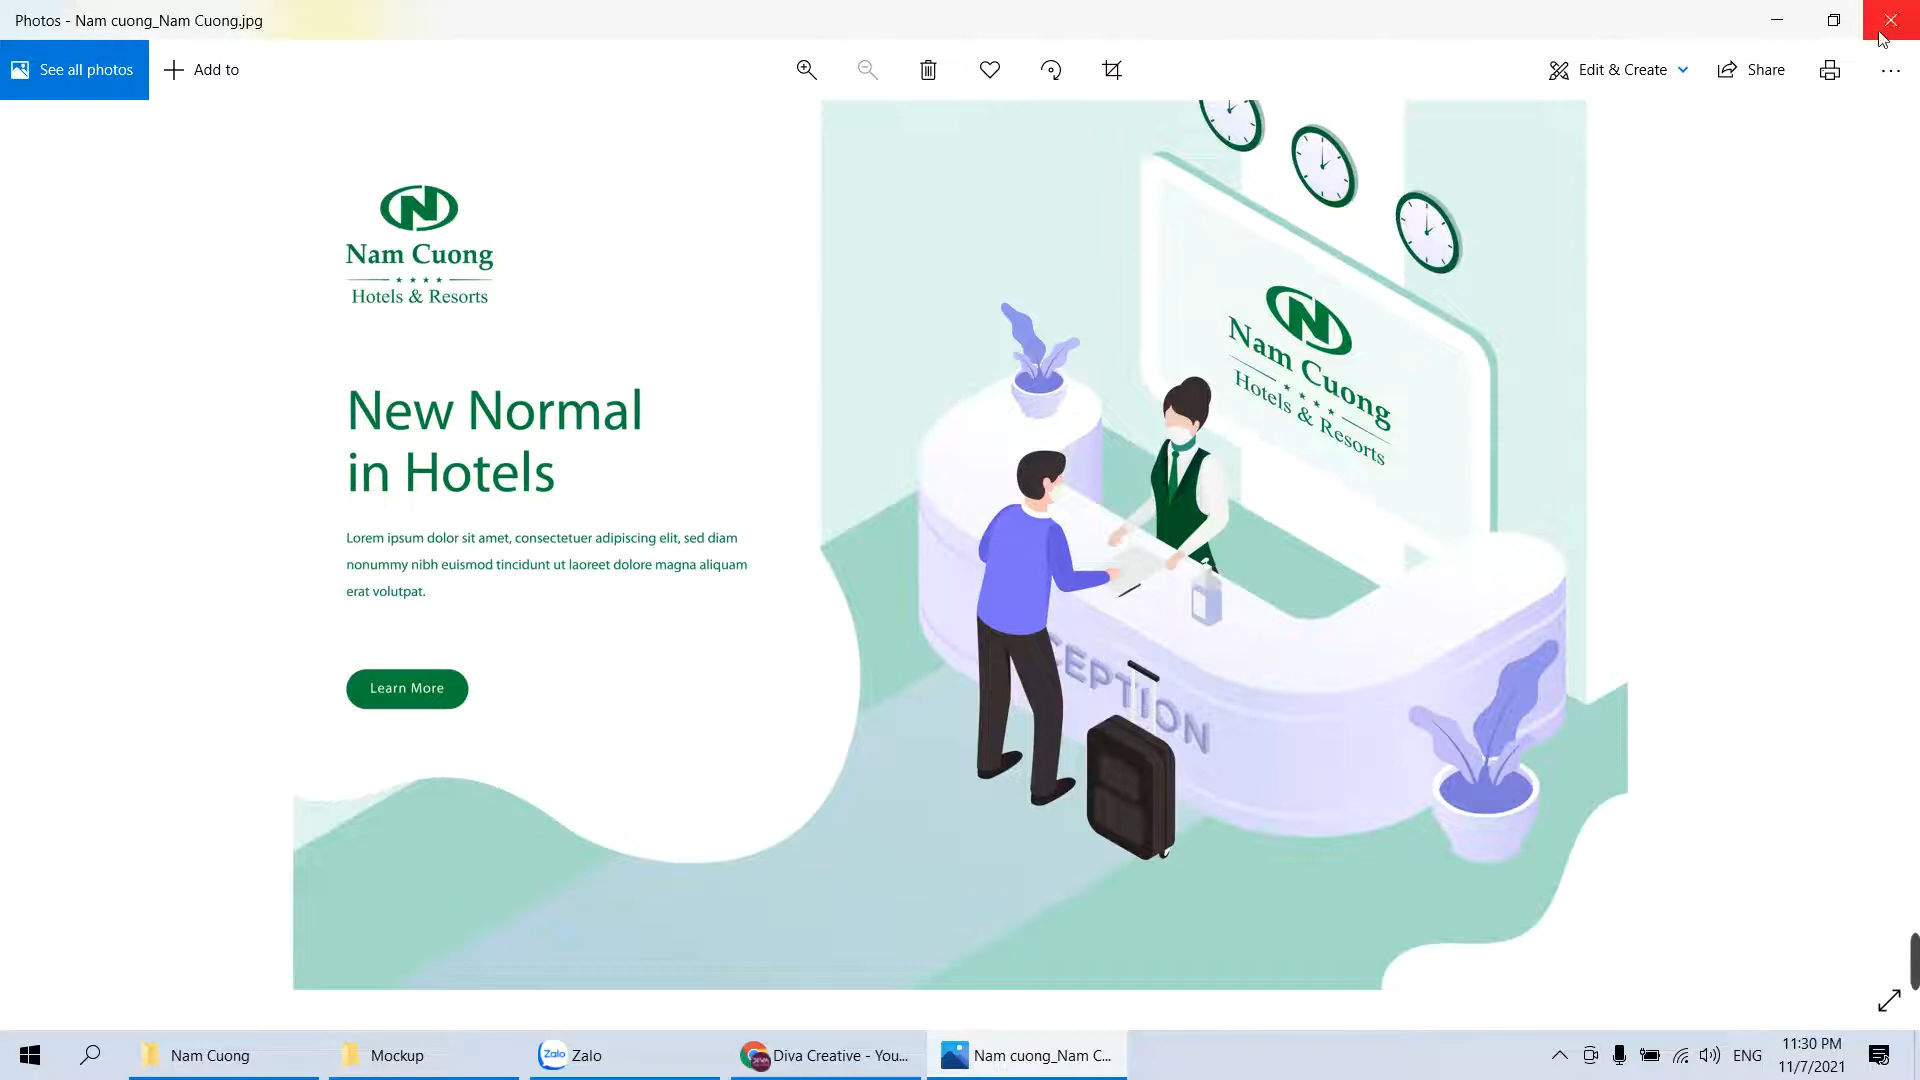 Photos - Nam cuong_Nam Cuong.jpg
See all photos
Add to
Edit & Create
Share
Nam Cuong
Hotels & Resorts
New Normal
in Hotels
Lorem ipsum dolor sit amet, consectetuer adipiscing elit, sed diam
nonummy nibh euismod tincidunt ut laoreet dolore magna aliquam
erat volutpat.
Learn More
Nam Cuong
Hotels & Resorts
CEPTION
Nam Cuong
Mockup
Zalo
Zalo
Diva Creative - You...
Nam cuong_Nam C...
ENG
11:30 PM
11/7/2021